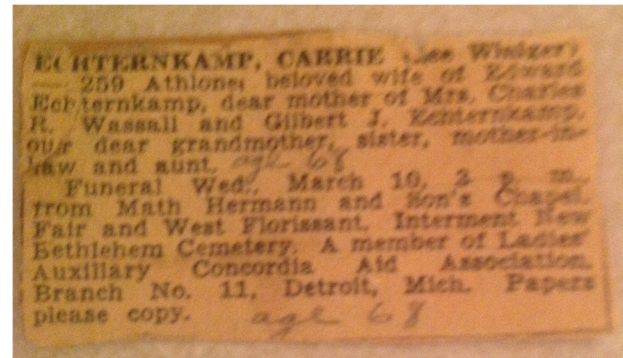 ECHTERNKAMP, CARRIE (nee Winiger)
— 259 Athlone; beloved wife of Edward
Echternkamp, dear mother of Mrs. Charles
R. Wassall and Gilbert J. Echternkamp,
our dear grandmother, sister, mother-in-
law and aunt. age 68
Funeral Wed., March 10, 2 p. m.,
from Math Hermann and Son's Chapel,
Fair and West Florissant. Interment New
Bethlehem Cemetery. A member of Ladies'
Auxiliary Concordia Aid Association,
Branch No. 11, Detroit, Mich. Papers
please copy. age 68